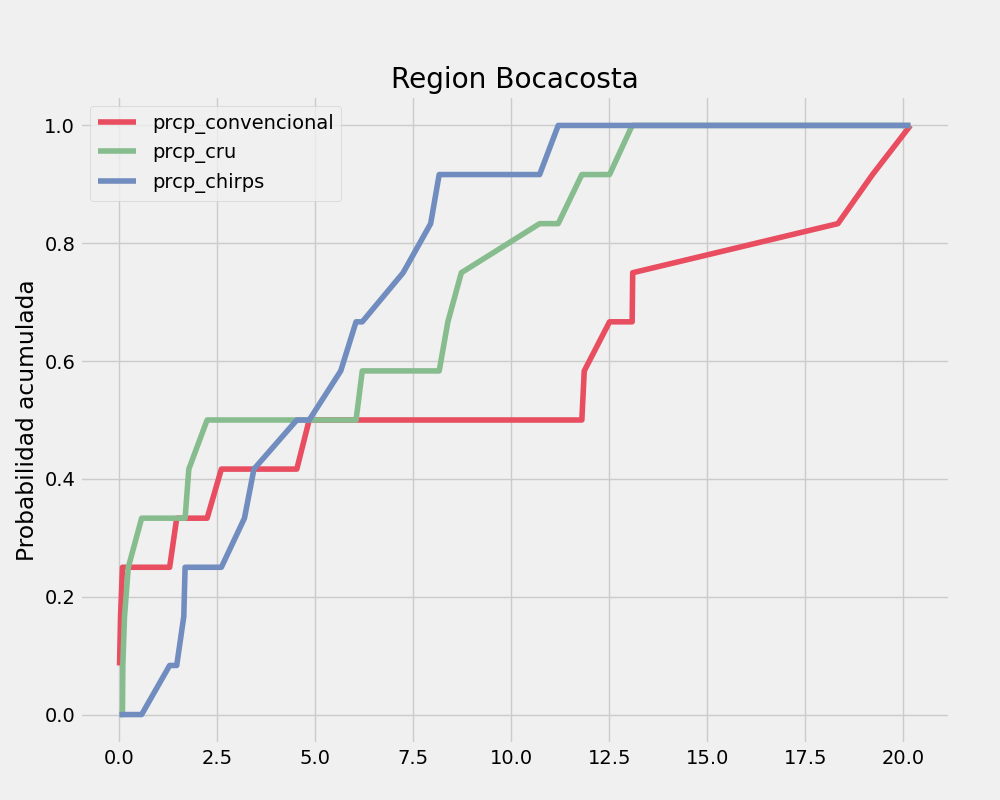 Region Bocacosta
prcp_convencional
prcp_cru
prcp_chirps
Probabilidad acumulada
1.0
0.8
0.6
0.4
0.2
0.0
0.0 2.5 5.0 7.5 10.0 12.5 15.0 17.5 20.0